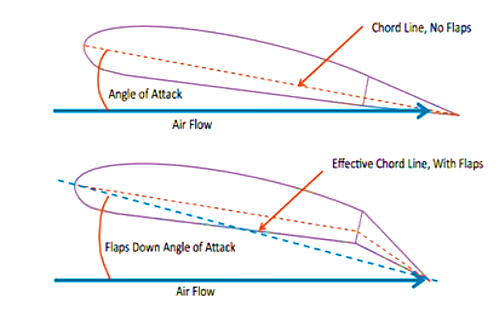 Chord Line, No Flaps
Angle of Attack
Air Flow
Effective Chord Line, With Flaps
Flaps Down Angle of Attack
Air Flow